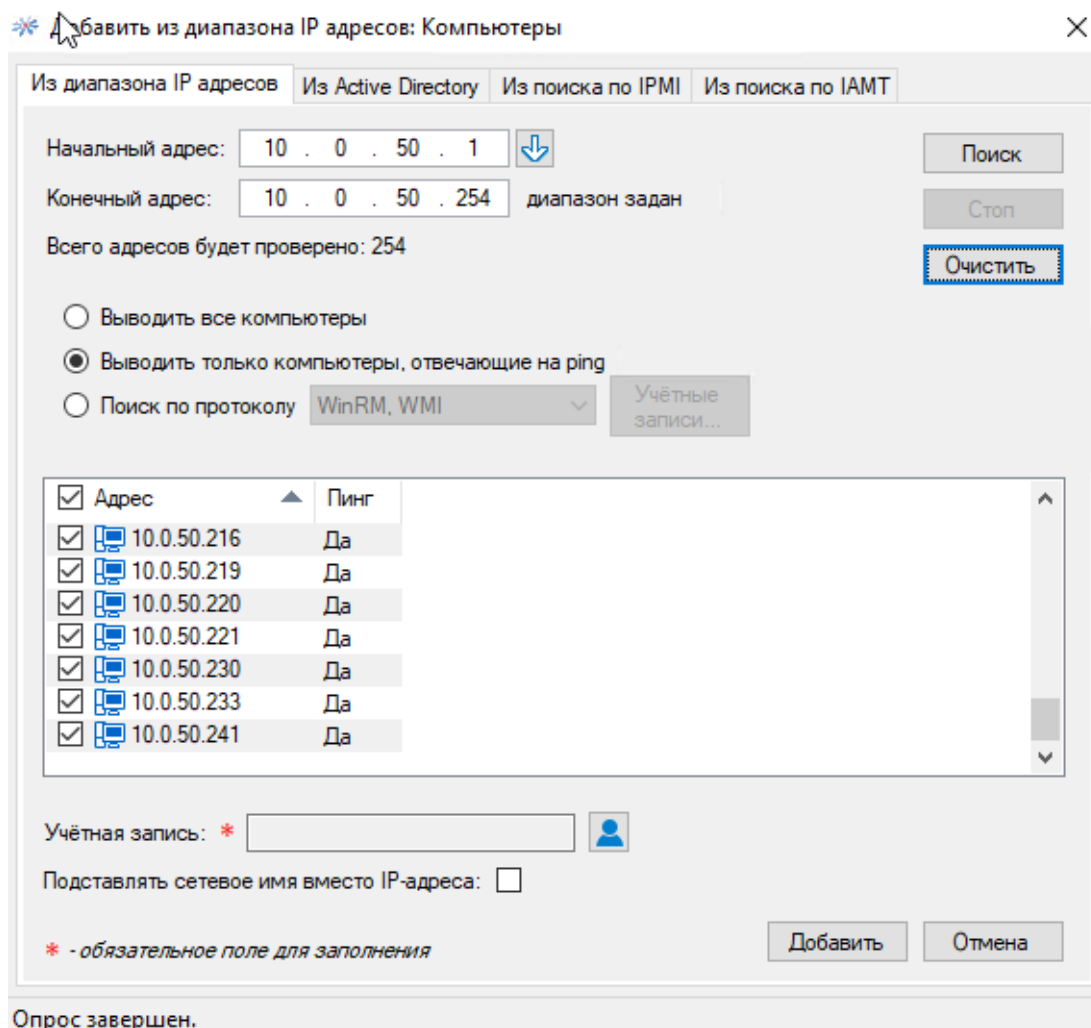 Добавить из диапазона IP адресов: Компьютеры
Из диапазона IP адресов Из Active Directory Из поиска по IPMI Из поиска по IAMT
Начальный адрес: 10 . 0 . 50 . 1
Поиск
Конечный адрес: 10 . 0 . 50 . 254 диапазон задан
Стоп
Всего адресов будет проверено: 254
Очистить
Выводить все компьютеры
Выводить только компьютеры, отвечающие на ping
Поиск по протоколу WinRM, WMI
Учётные
записи...
Адрес Пинг
10.0.50.216 Да
10.0.50.219 Да
10.0.50.220 Да
10.0.50.221 Да
10.0.50.230 Да
10.0.50.233 Да
10.0.50.241 Да
Учётная запись: *
Подставлять сетевое имя вместо IP-адреса:
* - обязательное поле для заполнения
Добавить Отмена
Опрос завершен.